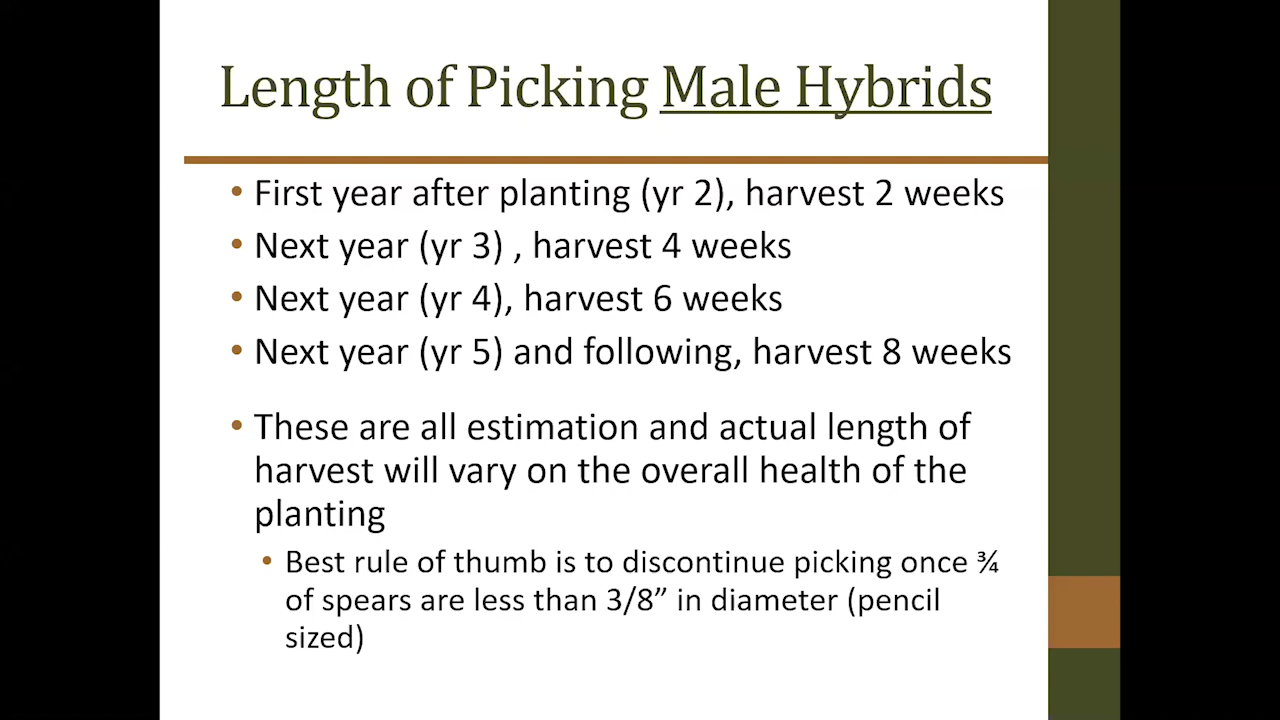 Length of Picking Male Hybrids
• First year after planting (yr 2), harvest 2 weeks
• Next year (yr 3) , harvest 4 weeks
• Next year (yr 4), harvest 6 weeks
• Next year (yr 5) and following, harvest 8 weeks
• These are all estimation and actual length of
harvest will vary on the overall health of the
planting
• Best rule of thumb is to discontinue picking once ¾
of spears are less than 3/8” in diameter (pencil
sized)